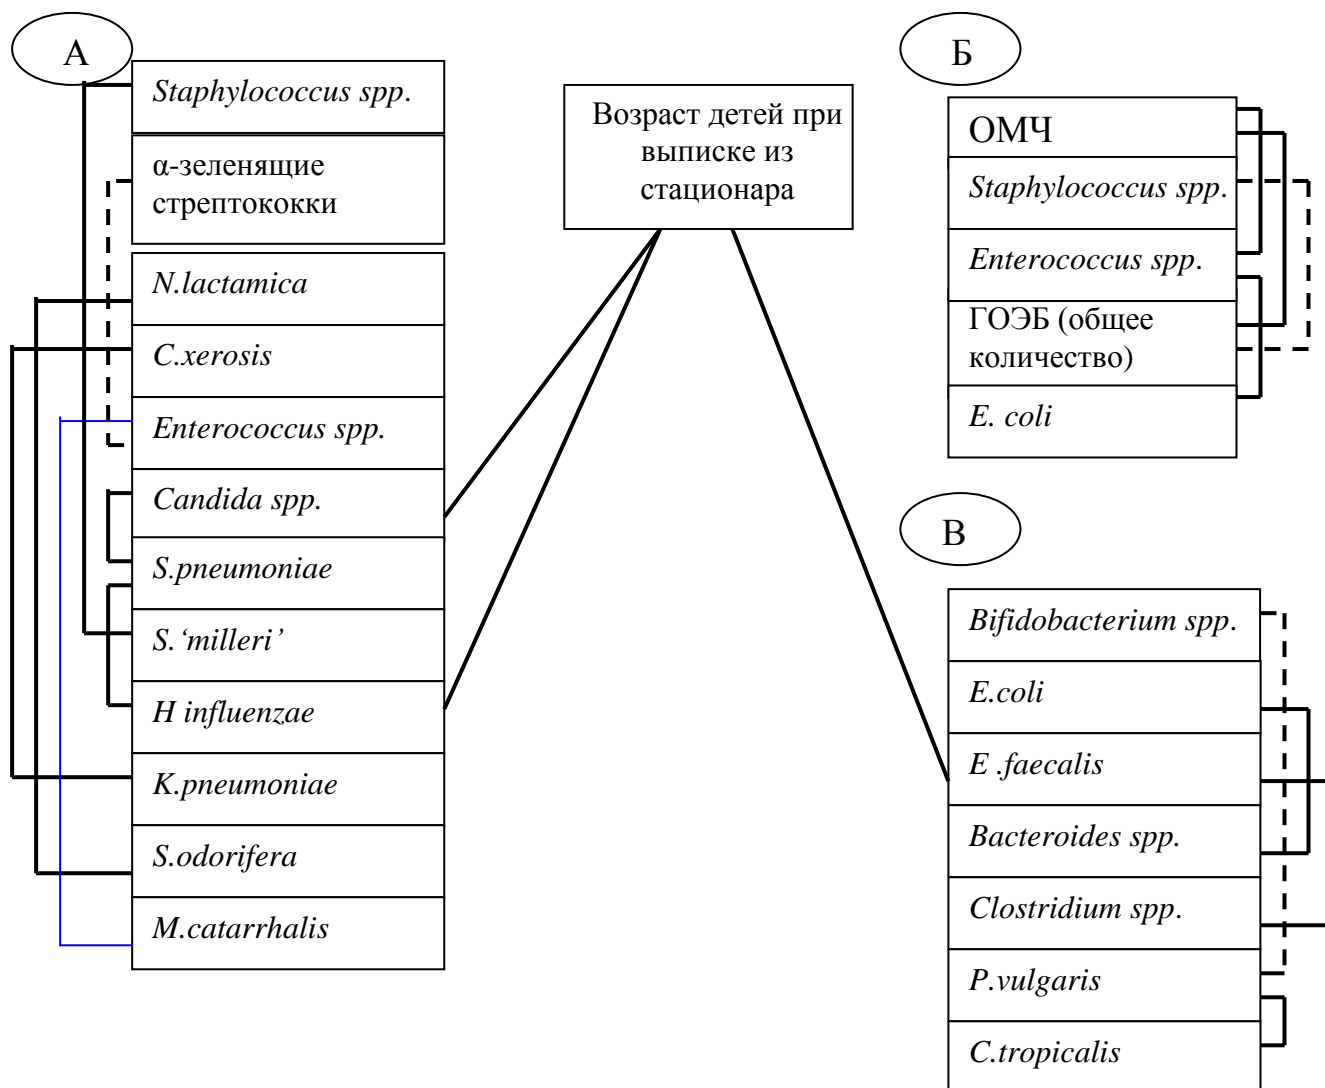 А
Staphylococcus spp.
α-зеленящие
стрептококки
N.lactamica
C.xerosis
Enterococcus spp.
Candida spp.
S.pneumoniae
S. ‘milleri’
H influenzae
K.pneumoniae
S.odorifera
M.catarrhalis
Возраст детей при
выписке из
стационара
Б
ОМЧ
Staphylococcus spp.
Enterococcus spp.
ГОЭБ (общее
количество)
E. coli
В
Bifidobacterium spp.
E.coli
E .faecalis
Bacteroides spp.
Clostridium spp.
P.vulgaris
C.tropicalis